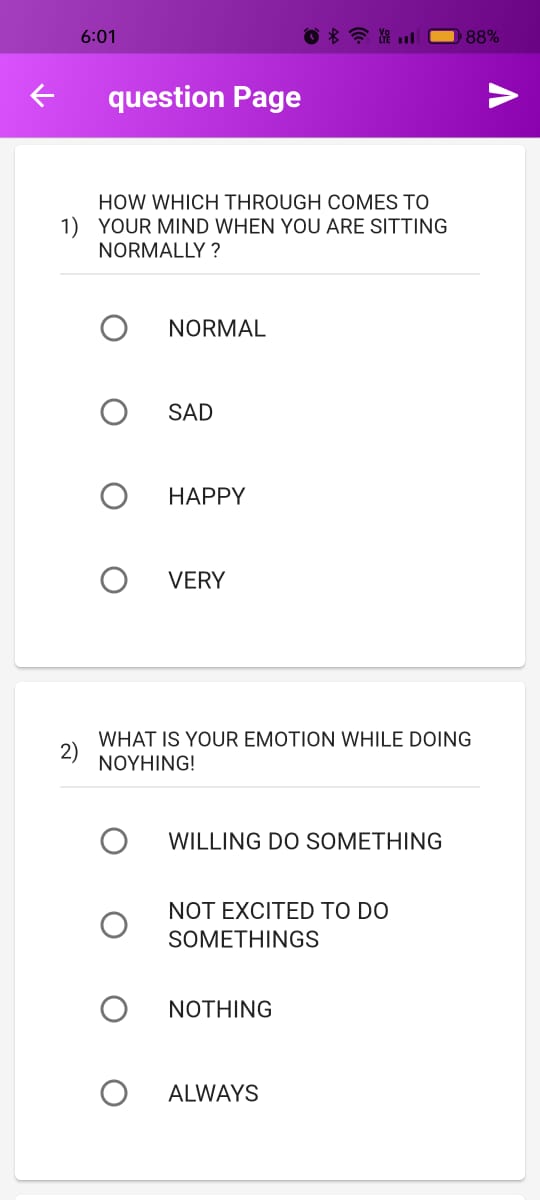 6:01
88%
question Page
HOW WHICH THROUGH COMES TO
1) YOUR MIND WHEN YOU ARE SITTING
NORMALLY ?
NORMAL
SAD
HAPPY
VERY
WHAT IS YOUR EMOTION WHILE DOING
2)
NOYHING!
WILLING DO SOMETHING
NOT EXCITED TO DO
SOMETHINGS
NOTHING
ALWAYS